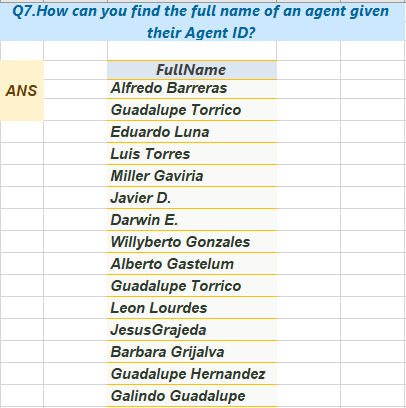 Q7.How can you find the full name of an agent given
their Agent ID?
FullName
ANS
Alfredo Barreras
Guadalupe Torrico
Eduardo Luna
Luis Torres
Miller Gaviria
Javier D.
Darwin E.
Willyberto Gonzales
Alberto Gastelum
Guadalupe Torrico
Leon Lourdes
JesusGrajeda
Barbara Grijalva
Guadalupe Hernandez
Galindo Guadalupe